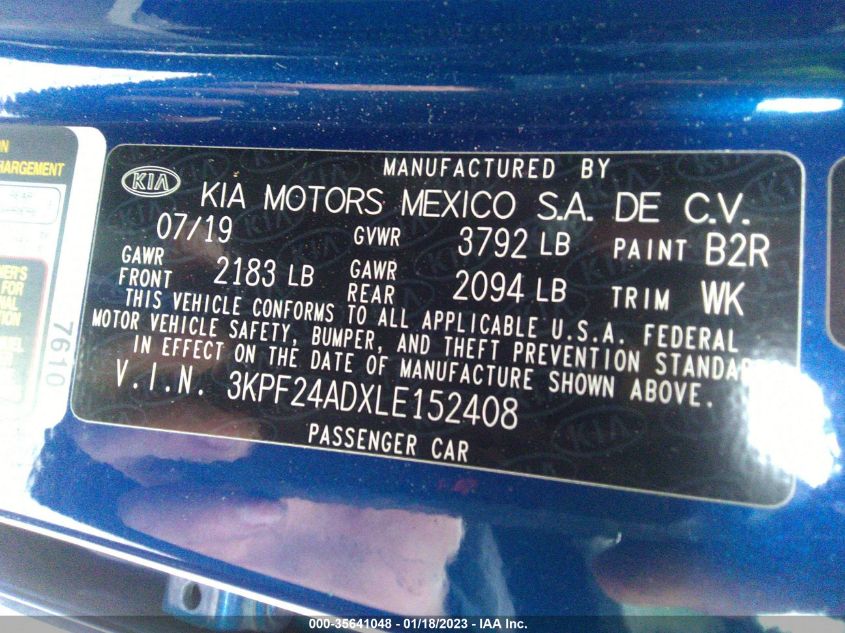 ON
HARGEMENT
7610
MANUFACTURED BY
KIA KIA MOTORS MEXICO S.A. DE C.V.
07/19 GVWR 3792 LB PAINT B2R
GAWR FRONT 2183 LB GAWR REAR 2094 LB TRIM WK
THIS VEHICLE CONFORMS TO ALL APPLICABLE U.S.A. FEDERAL
MOTOR VEHICLE SAFETY, BUMPER, AND THEFT PREVENTION STANDA
IN EFFECT ON THE DATE OF MANUFACTURE SHOWN ABOVE.
V.I.N. 3KPF24ADXLE152408
PASSENGER CAR
000-35641048 - 01/18/2023 - IAA Inc.